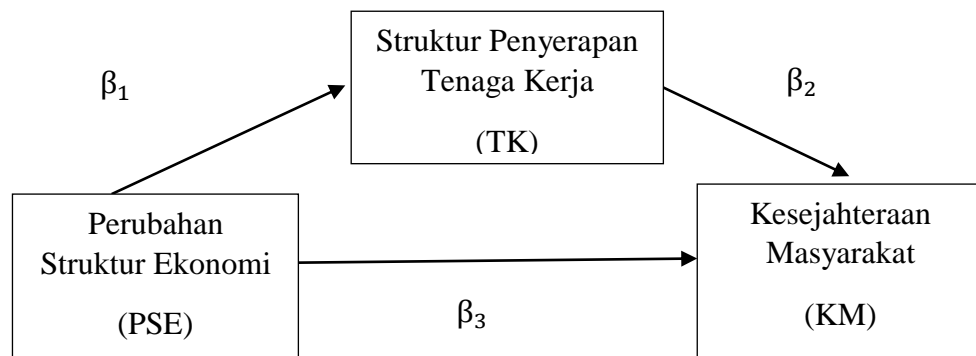 Struktur Penyerapan
Tenaga Kerja
(TK)
β₁
β₂
Perubahan
Struktur Ekonomi
(PSE)
Kesejahteraan
Masyarakat
(KM)
β₃